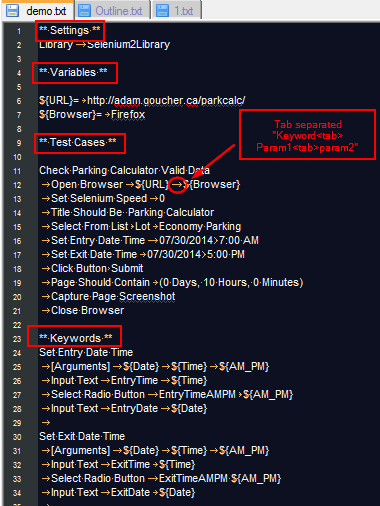 demo.txt Outline.txt 1.txt
1 ** Settings **
2 Library →Selenium2Library
3
4 ** Variables **
5
6 ${URL}= →http://adam.goucher.ca/parkcalc/
7 ${Browser}= →Firefox
8
9 ** Test Cases **
10
11 Check Parking Calculator Valid Data
12 →Open Browser →${URL} →${Browser}
13 →Set Selenium Speed →0
14 →Title Should Be Parking Calculator
15 →Select From List →Lot →Economy Parking
16 →Set Entry Date Time →07/30/2014 →7:00 AM
17 →Set Exit Date Time →07/30/2014 →5:00 PM
18 →Click Button →Submit
19 →Page Should Contain →(0 Days, 10 Hours, 0 Minutes)
20 →Capture Page Screenshot
21 →Close Browser
22
23 ** Keywords **
24 Set Entry Date Time
25 →[Arguments] →${Date} →${Time} →${AM_PM}
26 →Input Text →EntryTime →${Time}
27 →Select Radio Button →EntryTimeAMPM →${AM_PM}
28 →Input Text →EntryDate →${Date}
29 →
30 Set Exit Date Time
31 →[Arguments] →${Date} →${Time} →${AM_PM}
32 →Input Text →ExitTime →${Time}
33 →Select Radio Button →ExitTimeAMPM ${AM_PM}
34 →Input Text →ExitDate →${Date}
Tab separated
"Keyword<tab>
Param1<tab>param2"